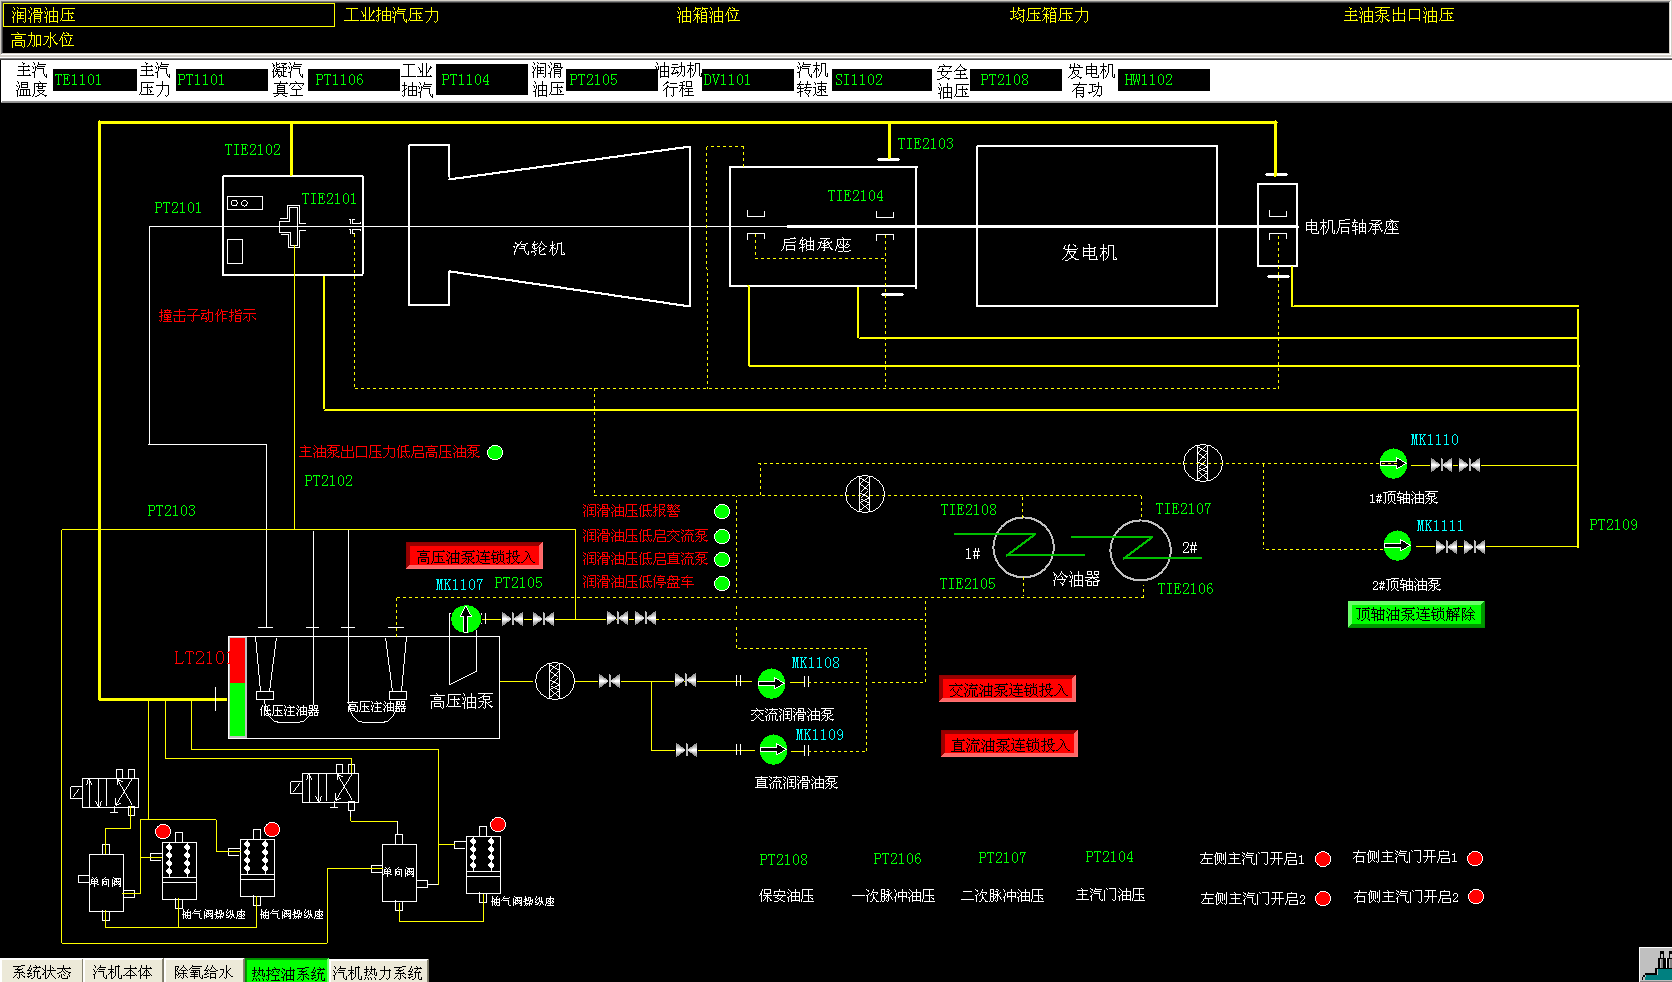 润滑油压 工业抽汽压力 油箱油位 均压箱压力 主油泵出口油压
高加水位
主汽温度 TE1101 主汽压力 PT1101 凝汽真空 PT1106 工业抽汽 PT1104 润滑油压 PT2105 油动机行程 DV1101 汽机转速 SI1102 安全油压 PT2108 发电机有功 HW1102
TIE2102
TIE2103
TIE2101
TIE2104
PT2101
汽轮机
后轴承座
发电机
电机后轴承座
撞击子动作指示
主油泵出口压力低启高压油泵
PT2102
PT2103
MK1110
1#顶轴油泵
MK1111
PT2109
2#顶轴油泵
顶轴油泵连锁解除
润滑油压低报警
润滑油压低启交流泵
润滑油压低启直流泵
润滑油压低停盘车
TIE2108
TIE2107
1#
2#
冷油器
TIE2105
TIE2106
高压油泵连锁投入
MK1107 PT2105
LT210
低压注油器
高压注油器
高压油泵
MK1108
交流润滑油泵
MK1109
直流润滑油泵
交流油泵连锁投入
直流油泵连锁投入
单向阀
抽气阀操纵座
抽气阀操纵座
单向阀
抽气阀操纵座
PT2108 PT2106 PT2107 PT2104
保安油压 一次脉冲油压 二次脉冲油压 主汽门油压
左侧主汽门开启1 右侧主汽门开启1
左侧主汽门开启2 右侧主汽门开启2
系统状态 汽机本体 除氧给水 热控油系统 汽机热力系统